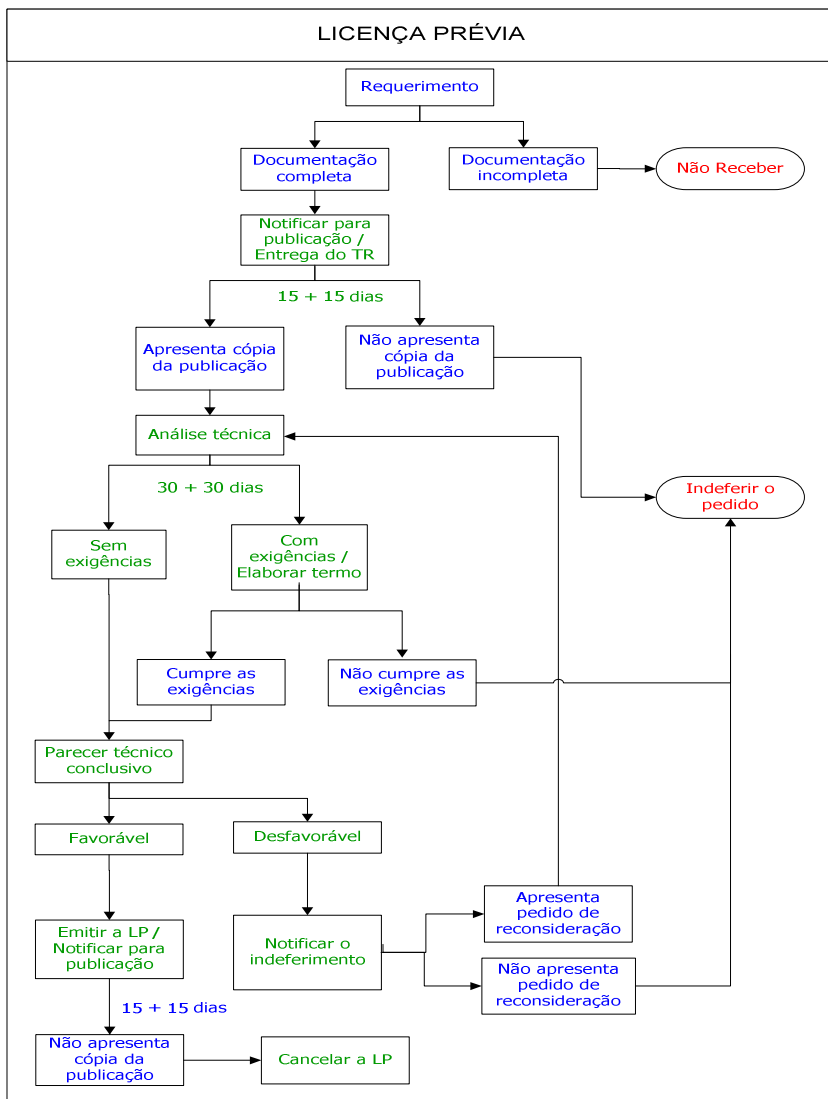 LICENÇA PRÉVIA
Requerimento
Documentação
completa
Documentação
incompleta
Não Receber
Notificar para
publicação /
Entrega do TR
15 + 15 dias
Apresenta cópia
da publicação
Não apresenta
cópia da
publicação
Análise técnica
30 + 30 dias
Indeferir o
pedido
Sem
exigências
Com
exigências /
Elaborar termo
Cumpre as
exigências
Não cumpre as
exigências
Parecer técnico
conclusivo
Favorável
Desfavorável
Apresenta
pedido de
reconsideração
Emitir a LP /
Notificar para
publicação
Notificar o
indeferimento
Não apresenta
pedido de
reconsideração
15 + 15 dias
Não apresenta
cópia da
publicação
Cancelar a LP